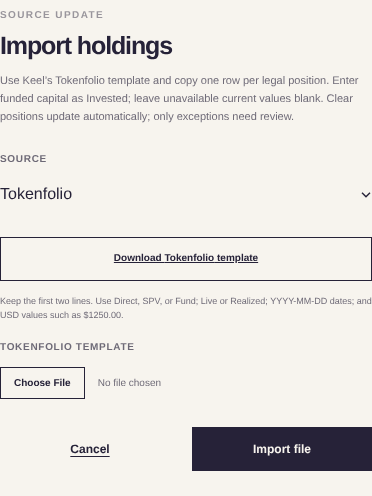 SOURCE UPDATE
Import holdings
Use Keel's Tokenfolio template and copy one row per legal position. Enter
funded capital as Invested; leave unavailable current values blank. Clear
positions update automatically; only exceptions need review.
SOURCE
Tokenfolio
Download Tokenfolio template
Keep the first two lines. Use Direct, SPV, or Fund; Live or Realized; YYYY-MM-DD dates; and
USD values such as $1250.00.
TOKENFOLIO TEMPLATE
Choose File No file chosen
Cancel Import file